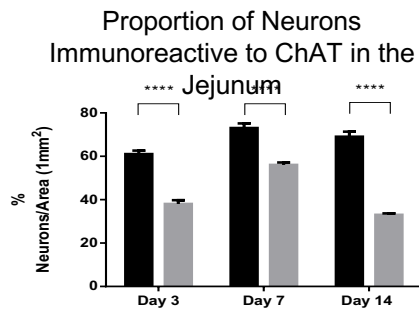 Proportion of Neurons
Immunoreactive to ChAT in the
Jejunum
**** **** ****
%
Neurons/Area (1mm²)
80
60
40
20
0
Day 3 Day 7 Day 14